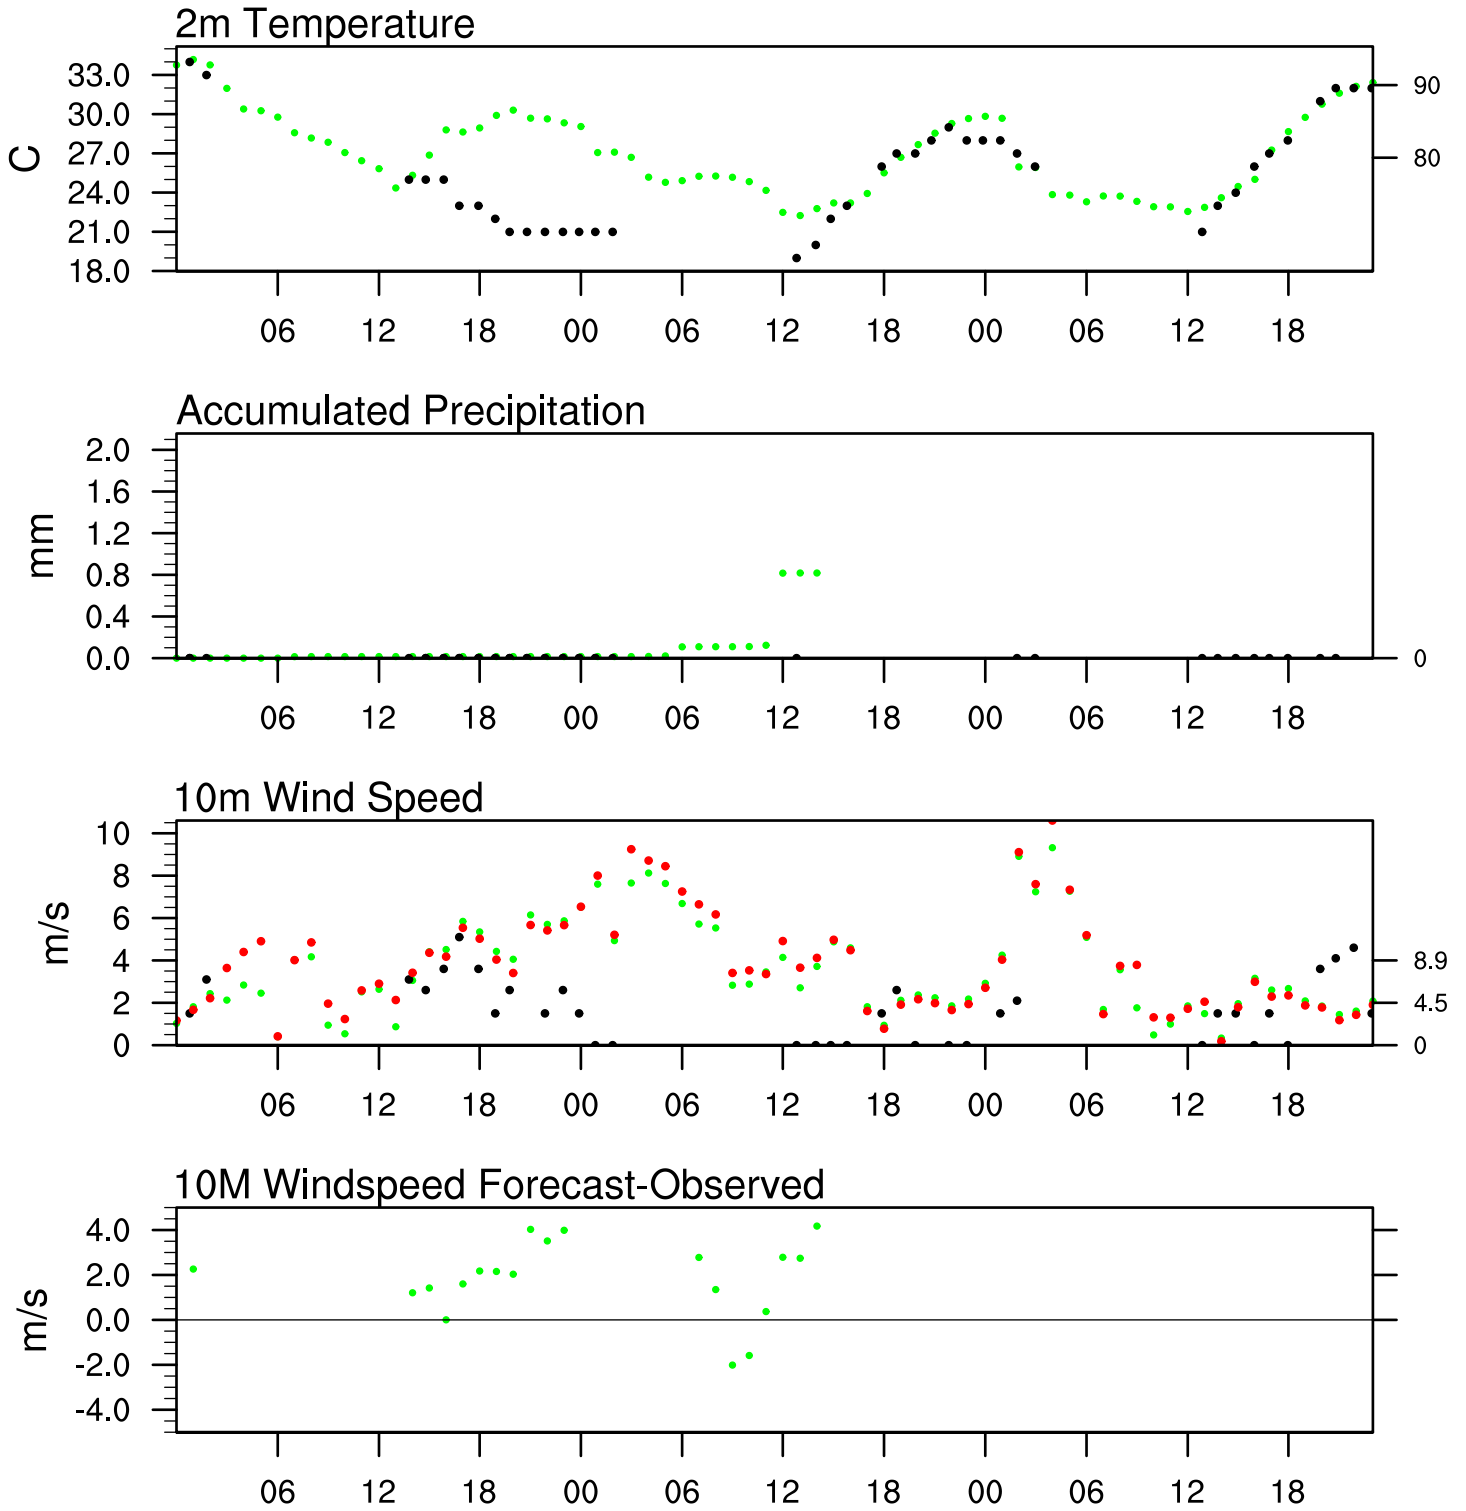 2m Temperature
33.0
30.0
27.0
24.0
21.0
18.0
C
90
80
06 12 18 00 06 12 18 00 06 12 18
Accumulated Precipitation
2.0
1.6
1.2
0.8
0.4
0.0
mm
0
06 12 18 00 06 12 18 00 06 12 18
10m Wind Speed
10
8
6
4
2
0
m/s
8.9
4.5
0
06 12 18 00 06 12 18 00 06 12 18
10M Windspeed Forecast-Observed
4.0
2.0
0.0
-2.0
-4.0
m/s
06 12 18 00 06 12 18 00 06 12 18